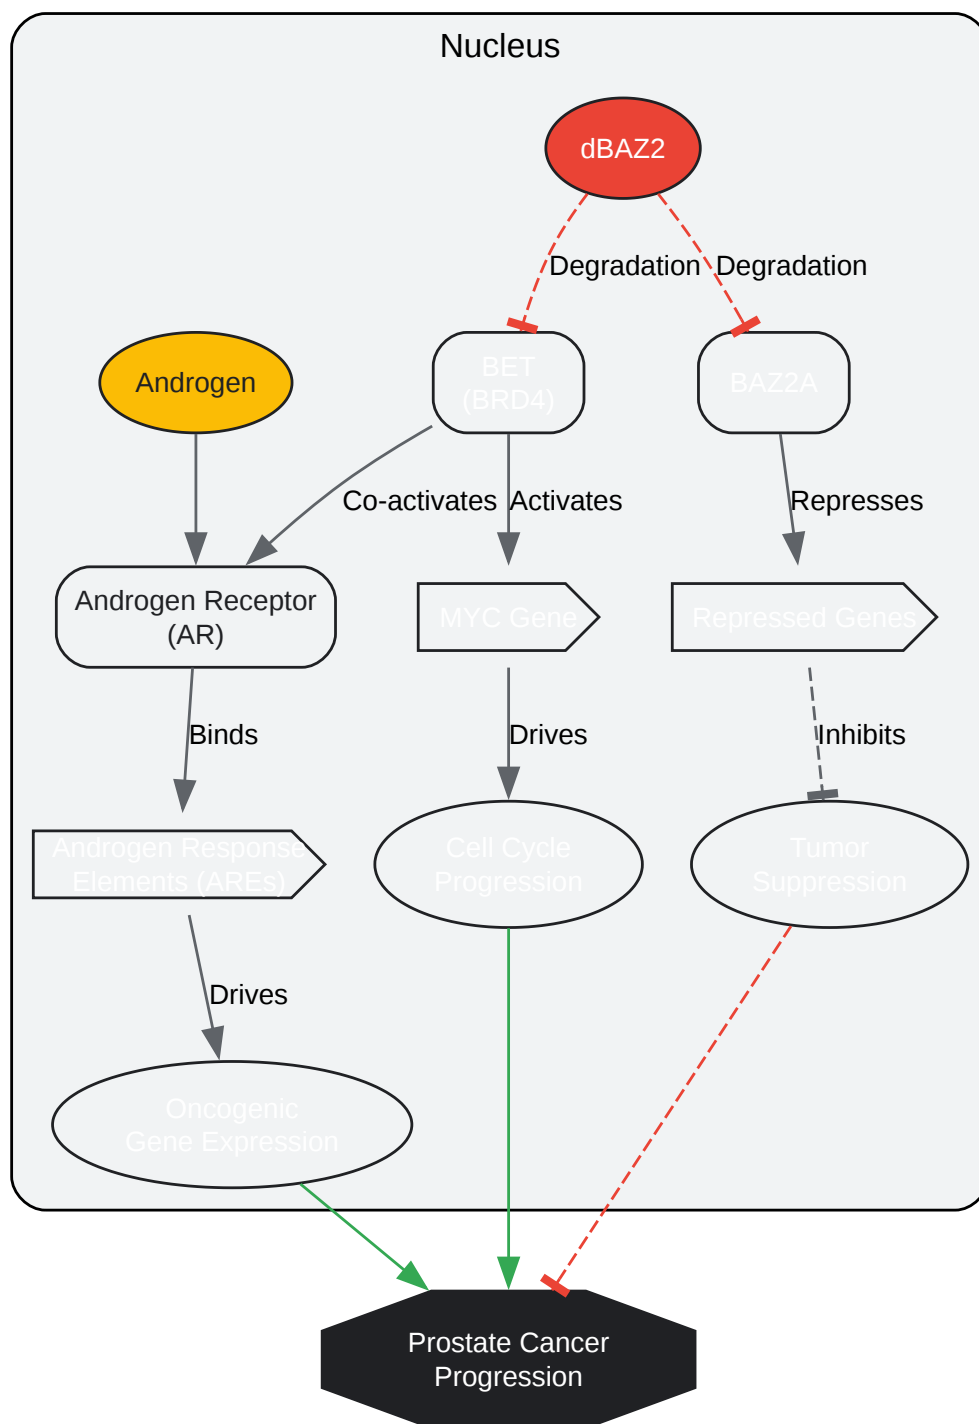 Nucleus
dBAZ2
Degradation
Degradation
Androgen
BET
(BRD4)
BAZ2A
Co-activates
Activates
Represses
Androgen Receptor
(AR)
MYC Gene
Repressed Genes
Binds
Drives
Inhibits
Androgen Response
Elements (AREs)
Cell Cycle
Progression
Tumor
Suppression
Drives
Oncogenic
Gene Expression
Prostate Cancer
Progression